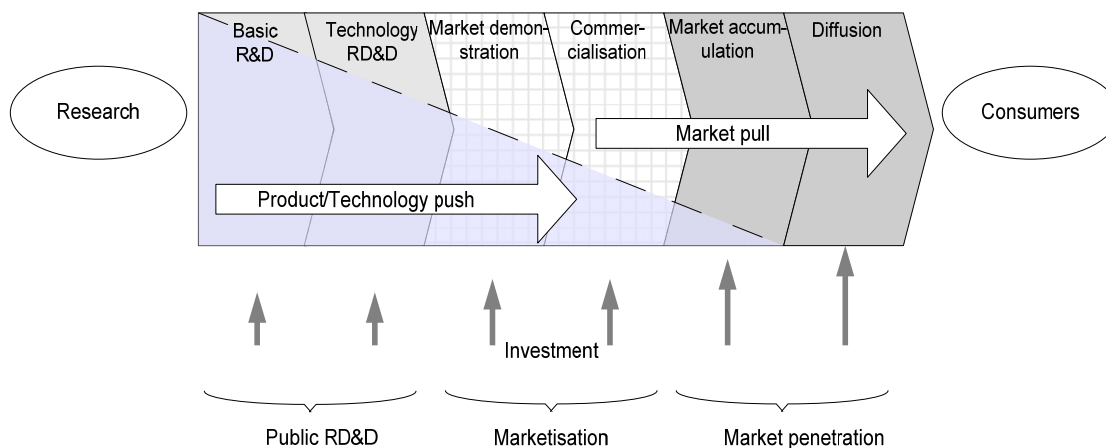 Basic
R&D
Technology
RD&D
Market demon-
stration
Commer-
cialisation
Market accum-
ulation
Diffusion
Research
Consumers
Market pull
Product/Technology push
Investment
Public RD&D
Marketisation
Market penetration